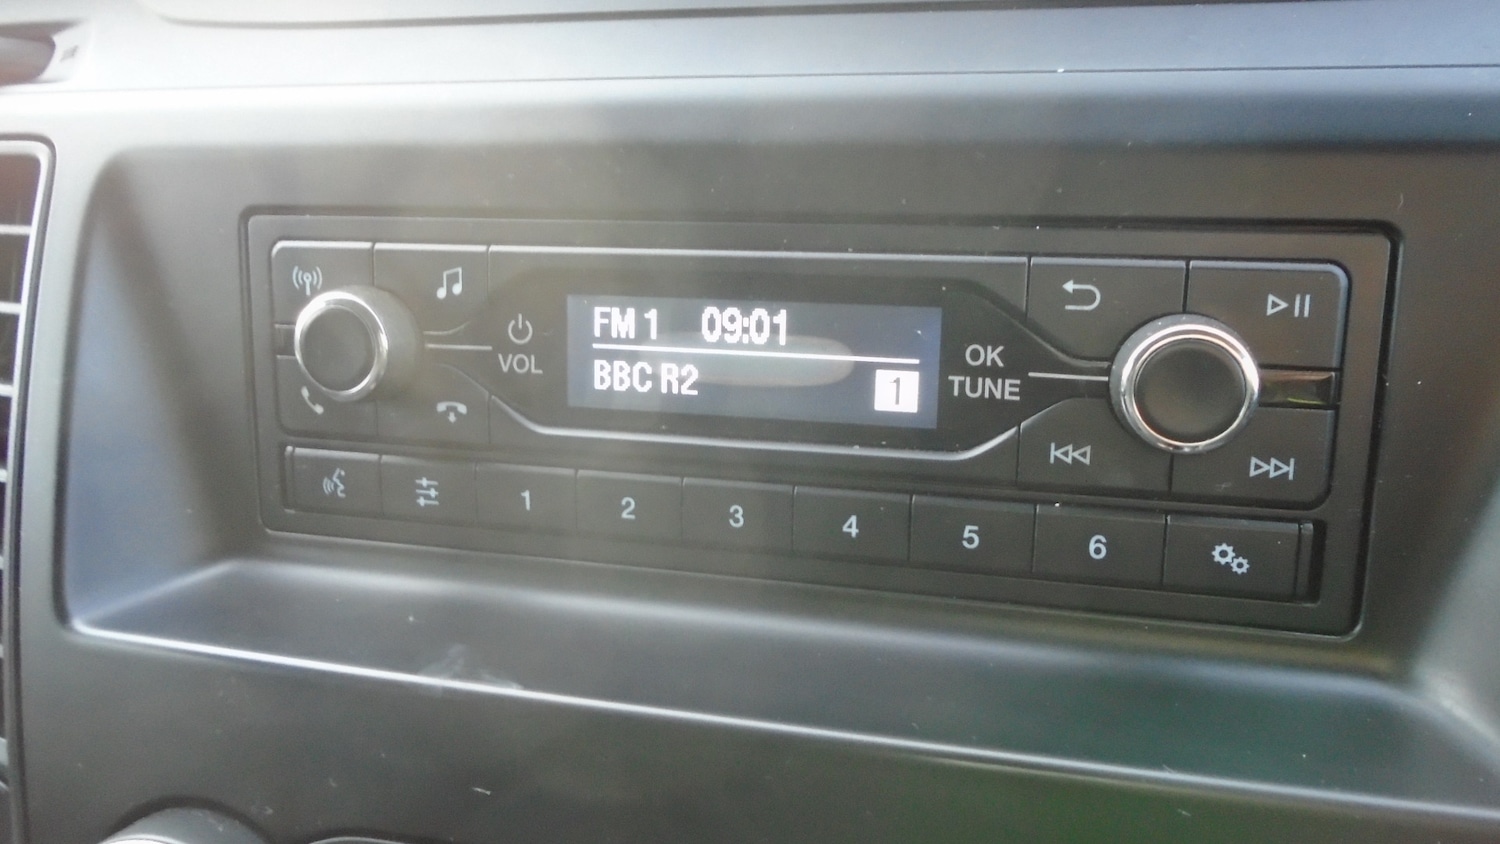 FM 1 09:01
BBC R2 1
VOL
OK
TUNE
1 2 3 4 5 6